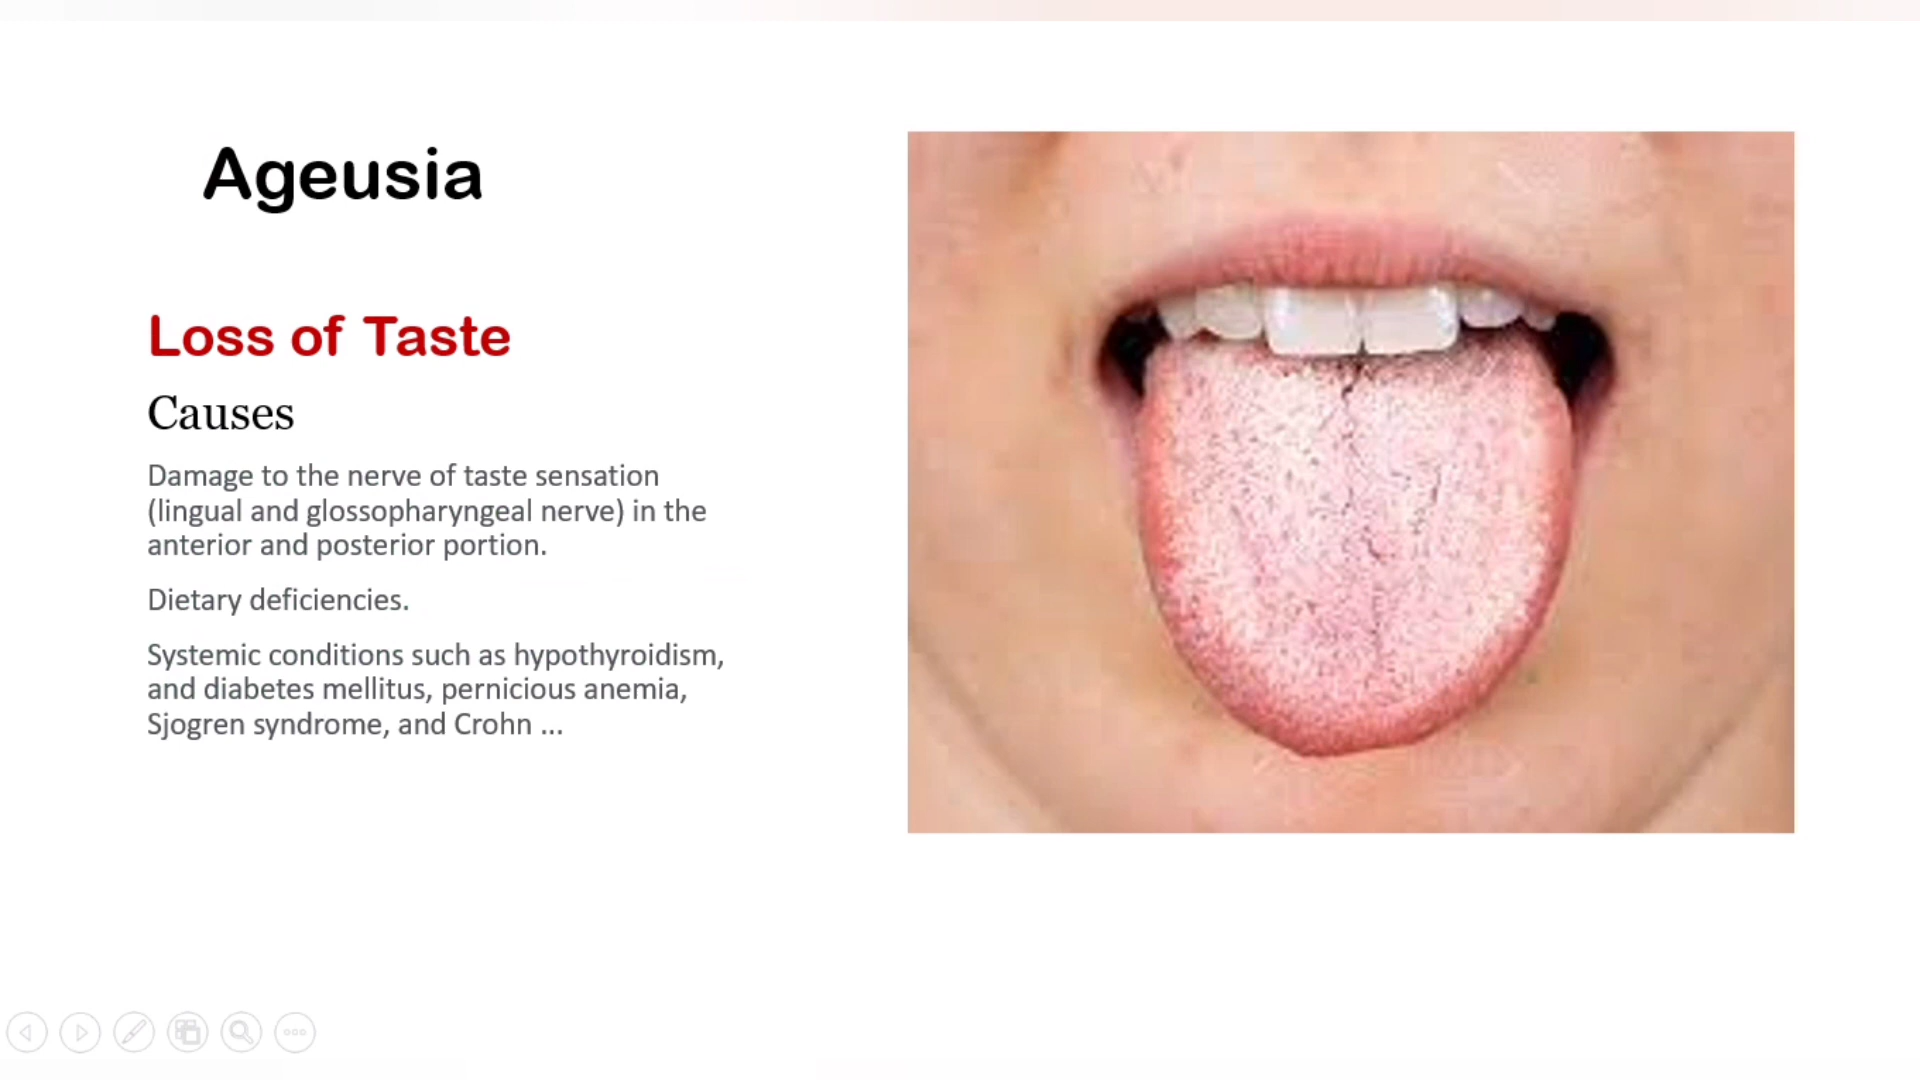 Ageusia
Loss of Taste
Causes
Damage to the nerve of taste sensation
(lingual and glossopharyngeal nerve) in the
anterior and posterior portion.
Dietary deficiencies.
Systemic conditions such as hypothyroidism,
and diabetes mellitus, pernicious anemia,
Sjogren syndrome, and Crohn ...